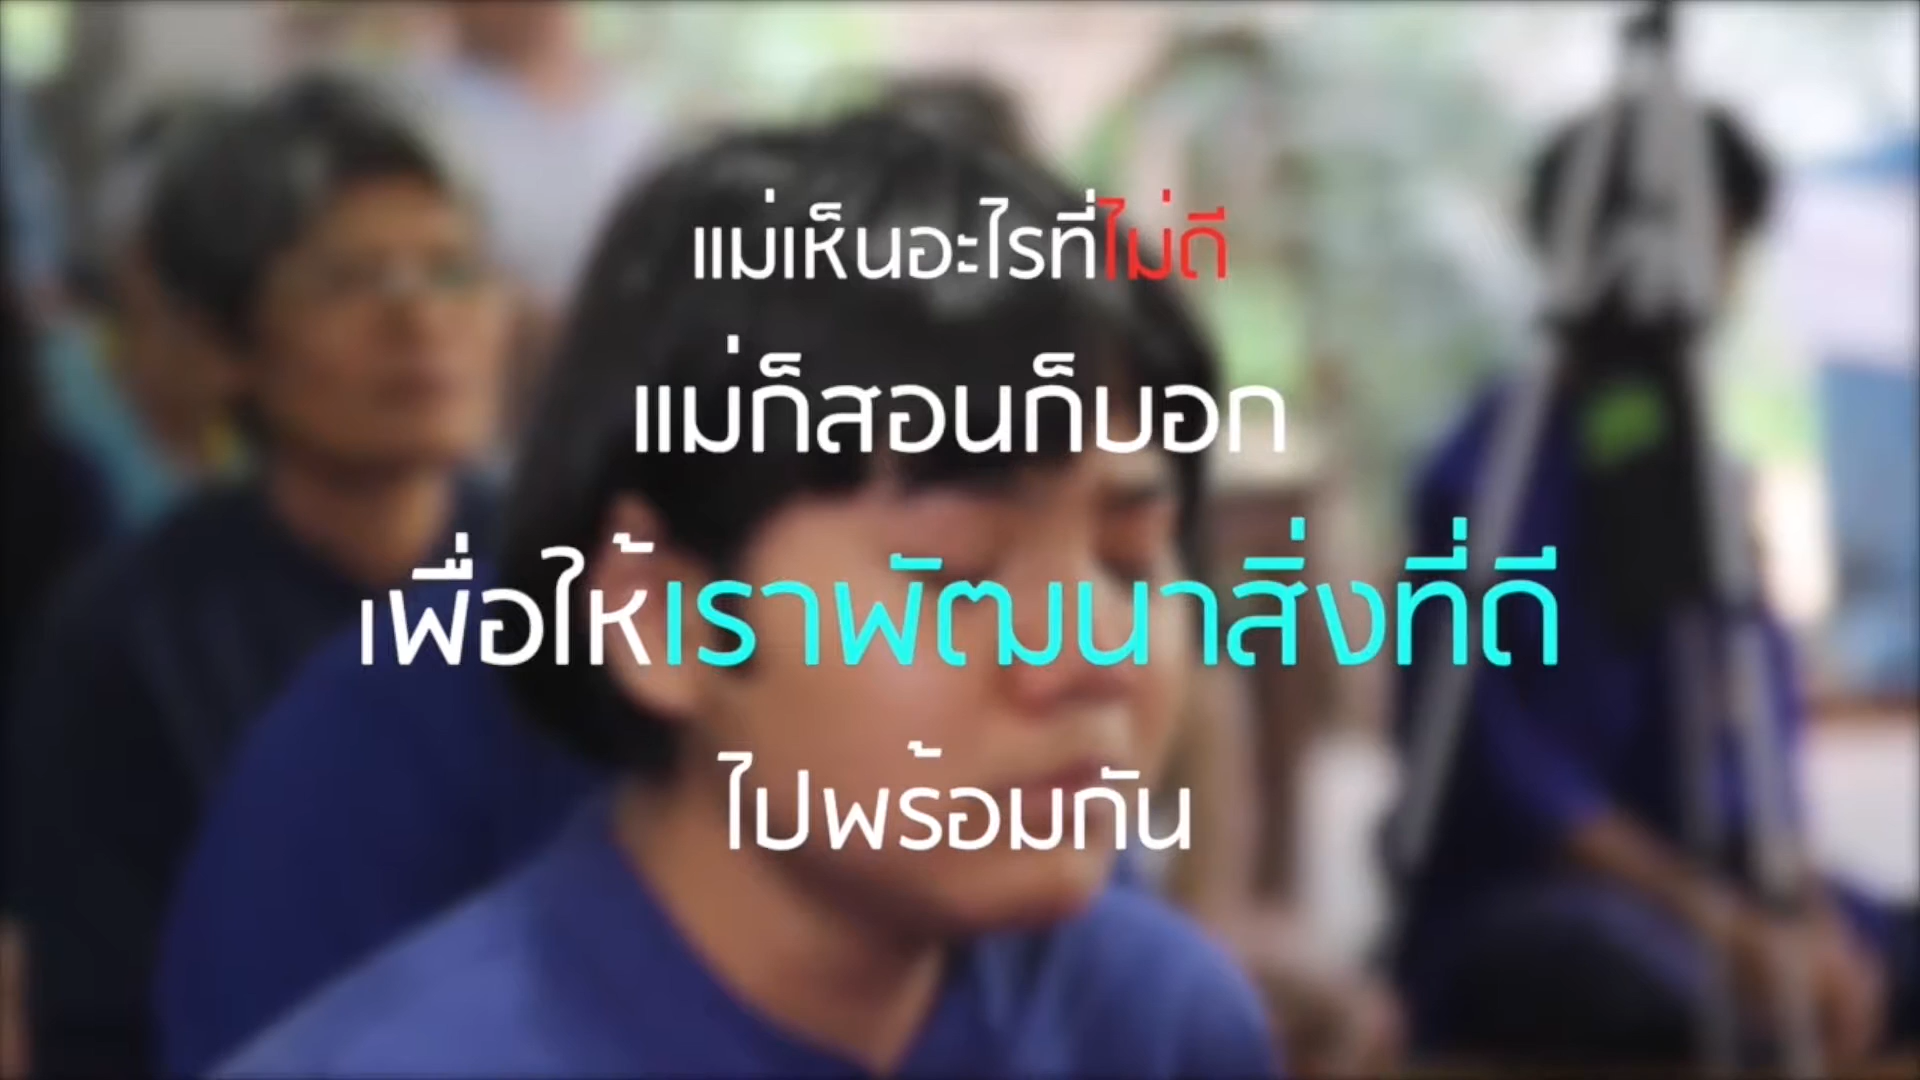 แม่เห็นอะไรที่ไม่ดี
แม่ก็สอนก็บอก
เพื่อให้เราพัฒนาสิ่งที่ดี
ไปพร้อมกัน